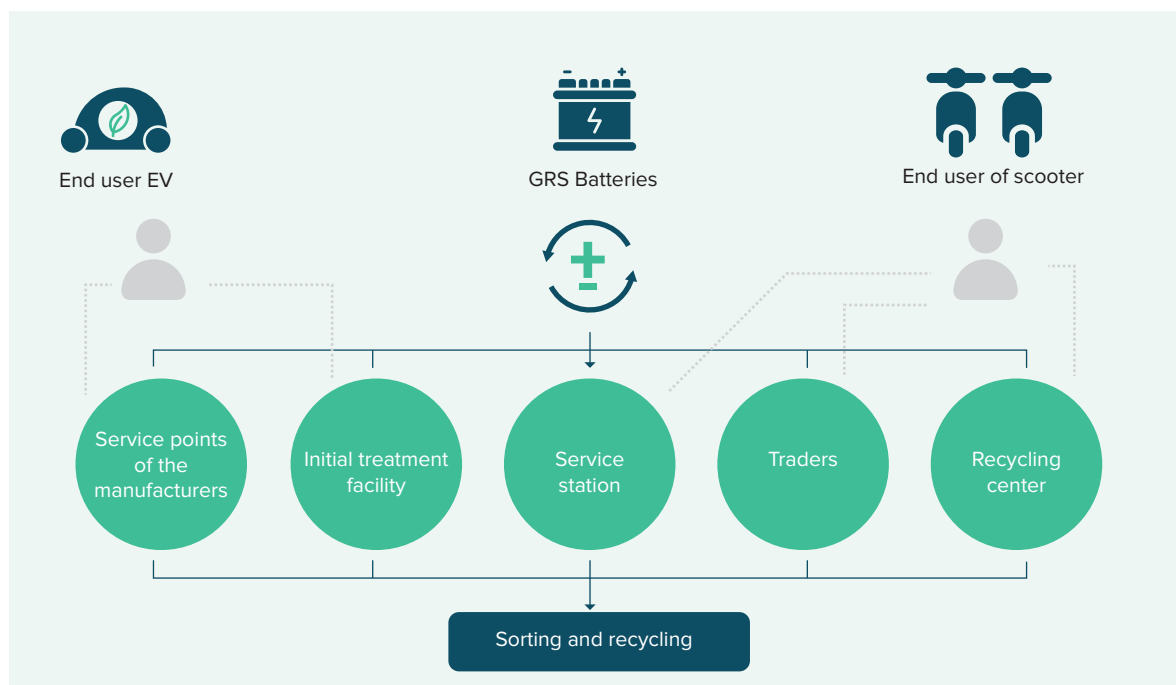 End user EV
GRS Batteries
End user of scooter
Service points
of the
manufacturers
Initial treatment
facility
Service
station
Traders
Recycling
center
Sorting and recycling